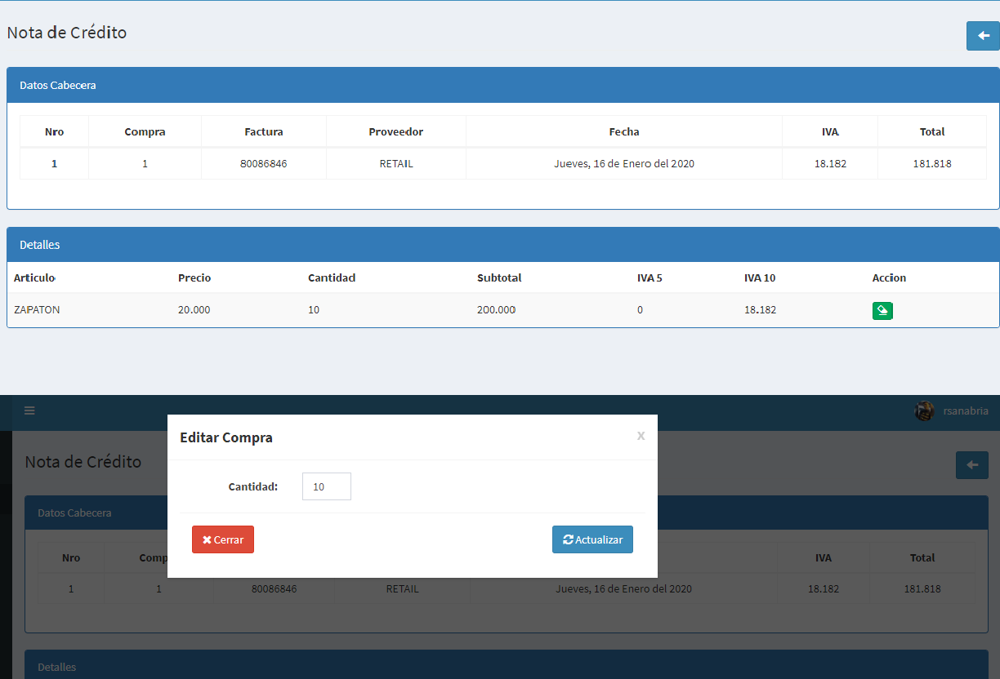 Nota de Crédito
Datos Cabecera
Nro Compra Factura Proveedor Fecha IVA Total
1 1 80086846 RETAIL Jueves, 16 de Enero del 2020 18.182 181.818
Detalles
Articulo Precio Cantidad Subtotal IVA 5 IVA 10 Accion
ZAPATON 20.000 10 200.000 0 18.182
rsanabria
Editar Compra x
Nota de Crédito
Cantidad: 10
Datos Cabecera
Cerrar Actualizar
Nro Comp IVA Total
1 1 80086846 RETAIL Jueves, 16 de Enero del 2020 18.182 181.818
Detalles